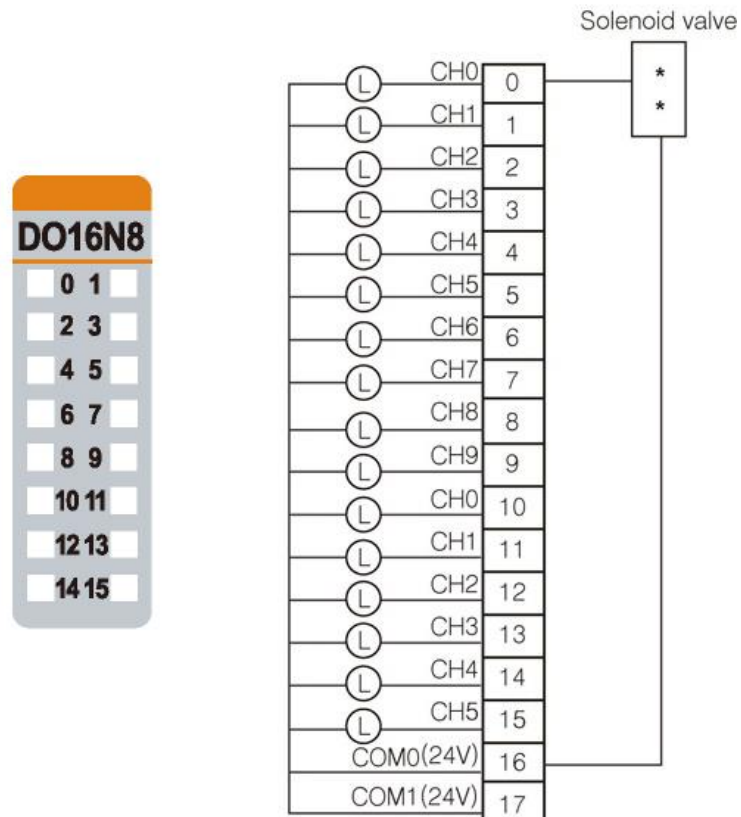 Solenoid valve
*
*
DO16N8
0 1
2 3
4 5
6 7
8 9
10 11
12 13
14 15
L CH0 0
L CH1 1
L CH2 2
L CH3 3
L CH4 4
L CH5 5
L CH6 6
L CH7 7
L CH8 8
L CH9 9
L CH0 10
L CH1 11
L CH2 12
L CH3 13
L CH4 14
L CH5 15
COM0(24V) 16
COM1(24V) 17